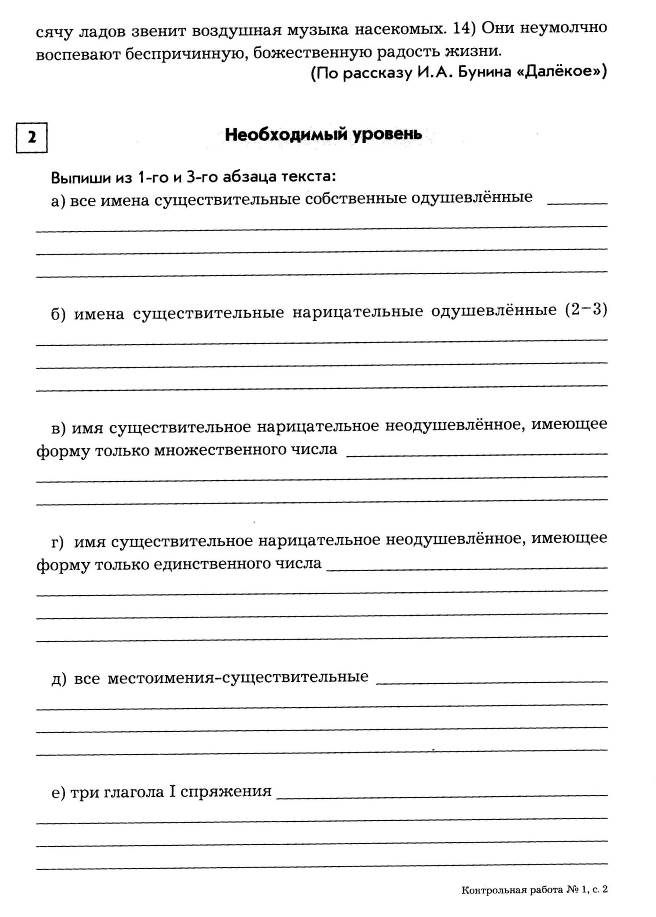 сячу ладов звенит воздушная музыка насекомых. 14) Они неумолчно
воспевают беспричинную, божественную радость жизни.
(По рассказу И.А. Бунина «Далёкое»)
2
Необходимый уровень
Выпиши из 1-го и 3-го абзаца текста:
а) все имена существительные собственные одушевлённые
б) имена существительные нарицательные одушевлённые (2–3)
в) имя существительное нарицательное неодушевлённое, имеющее
форму только множественного числа
г) имя существительное нарицательное неодушевлённое, имеющее
форму только единственного числа
д) все местоимения-существительные
е) три глагола I спряжения
Контрольная работа № 1, с. 2